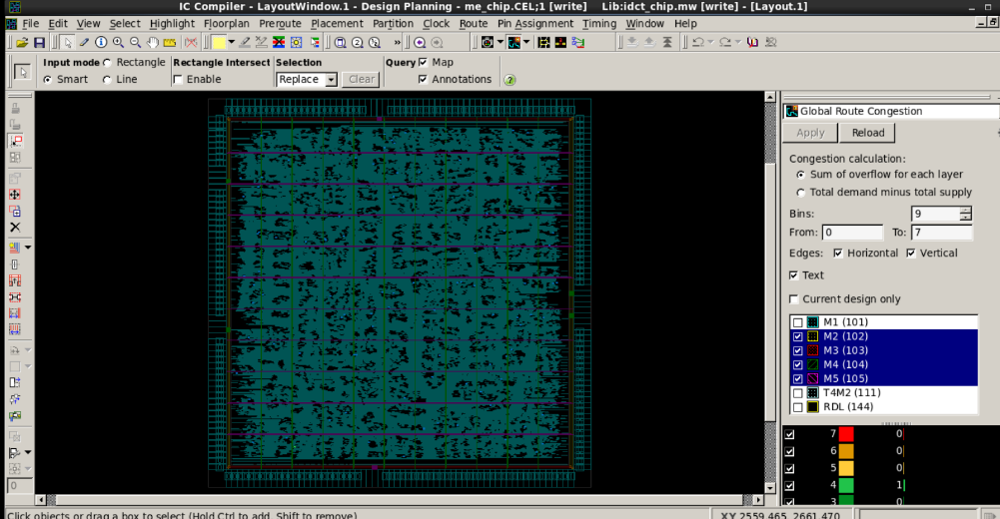 IC Compiler - LayoutWindow.1 - Design Planning - me_chip.CEL;1 [write]    Lib:idct_chip.mw [write] - [Layout.1]
File Edit View Select Highlight Floorplan Preroute Placement Partition Clock Route Pin Assignment Timing Window Help
Input mode Rectangle Rectangle Intersect Selection Query Map
Smart Line Enable Replace Clear Annotations
Global Route Congestion
Apply Reload
Congestion calculation:
Sum of overflow for each layer
Total demand minus total supply
Bins: 9
From: 0 To: 7
Edges: Horizontal Vertical
Text
Current design only
M1 (101)
M2 (102)
M3 (103)
M4 (104)
M5 (105)
T4M2 (111)
RDL (144)
7 0
6 0
5 0
4 1
3 0
0
Click objects or drag a box to select (Hold Ctrl to add, Shift to remove) XY 2559.465, 2661.470